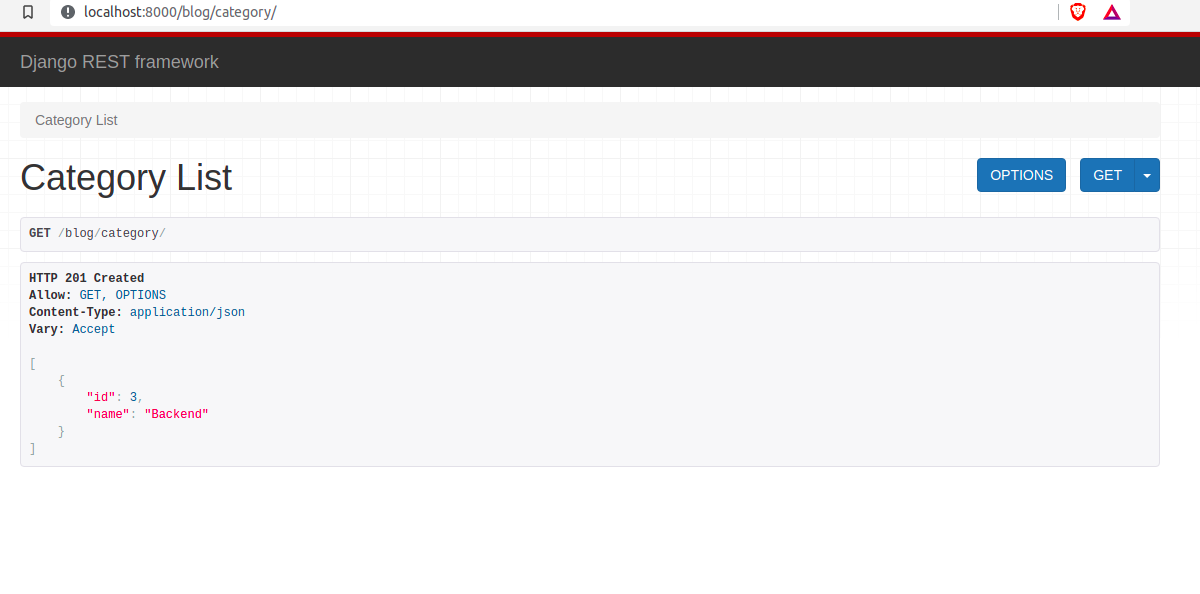 localhost:8000/blog/category/
Django REST framework
Category List
Category List
OPTIONS
GET
GET /blog/category/
HTTP 201 Created
Allow: GET, OPTIONS
Content-Type: application/json
Vary: Accept
[
    {
        "id": 3,
        "name": "Backend"
    }
]